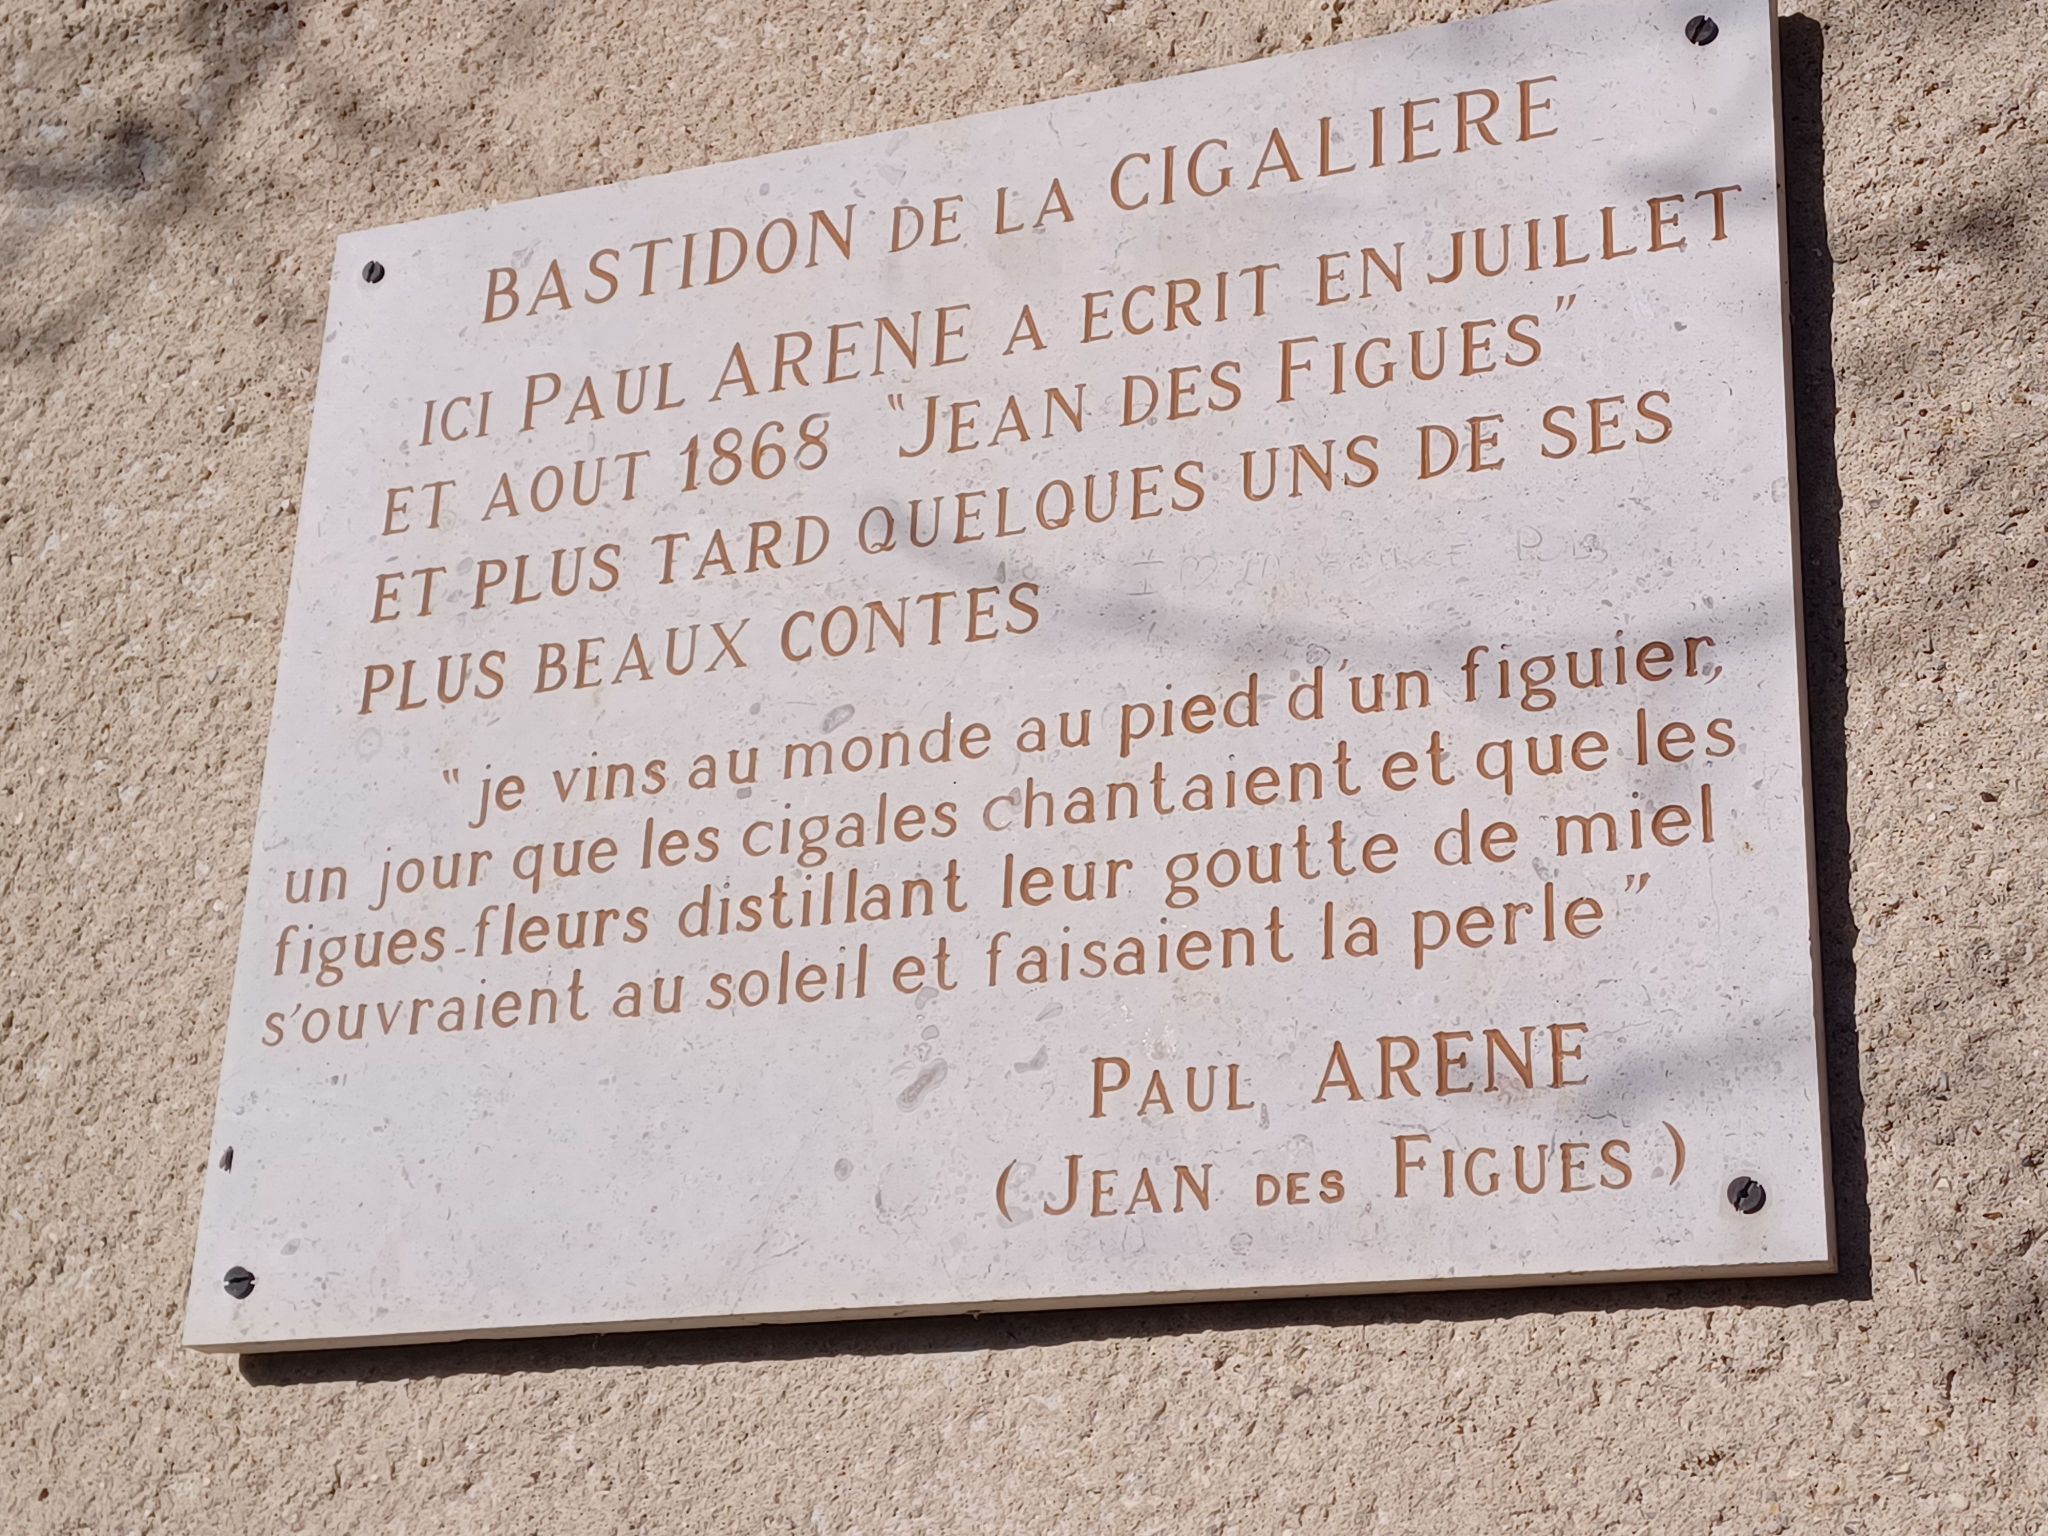 BASTIDON DE LA CIGALIERE
ICI PAUL ARENE A ECRIT EN JUILLET
ET AOUT 1868 "JEAN DES FIGUES"
ET PLUS TARD QUELQUES UNS DE SES
PLUS BEAUX CONTES
"je vins au monde au pied d'un figuier,
un jour que les cigales chantaient et que les
figues-fleurs distillant leur goutte de miel
s'ouvraient au soleil et faisaient la perle"
PAUL ARENE
(JEAN DES FIGUES)